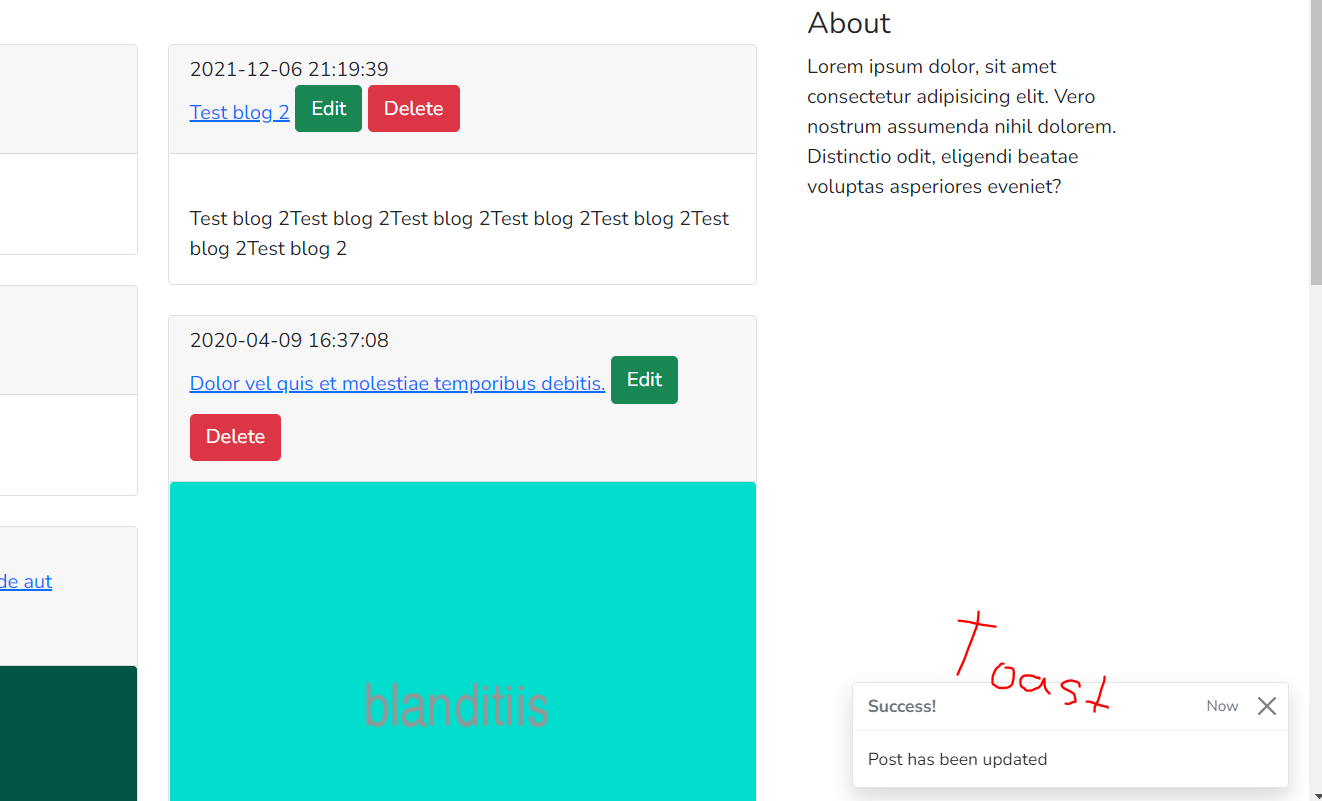 2021-12-06 21:19:39
Test blog 2 Edit Delete
Test blog 2Test blog 2Test blog 2Test blog 2Test blog 2Test
blog 2Test blog 2
2020-04-09 16:37:08
Dolor vel quis et molestiae temporibus debitis. Edit
Delete
blanditiis
de aut
About
Lorem ipsum dolor, sit amet
consectetur adipisicing elit. Vero
nostrum assumenda nihil dolorem.
Distinctio odit, eligendi beatae
voluptas asperiores eveniet?
Toast
Success! Now
Post has been updated